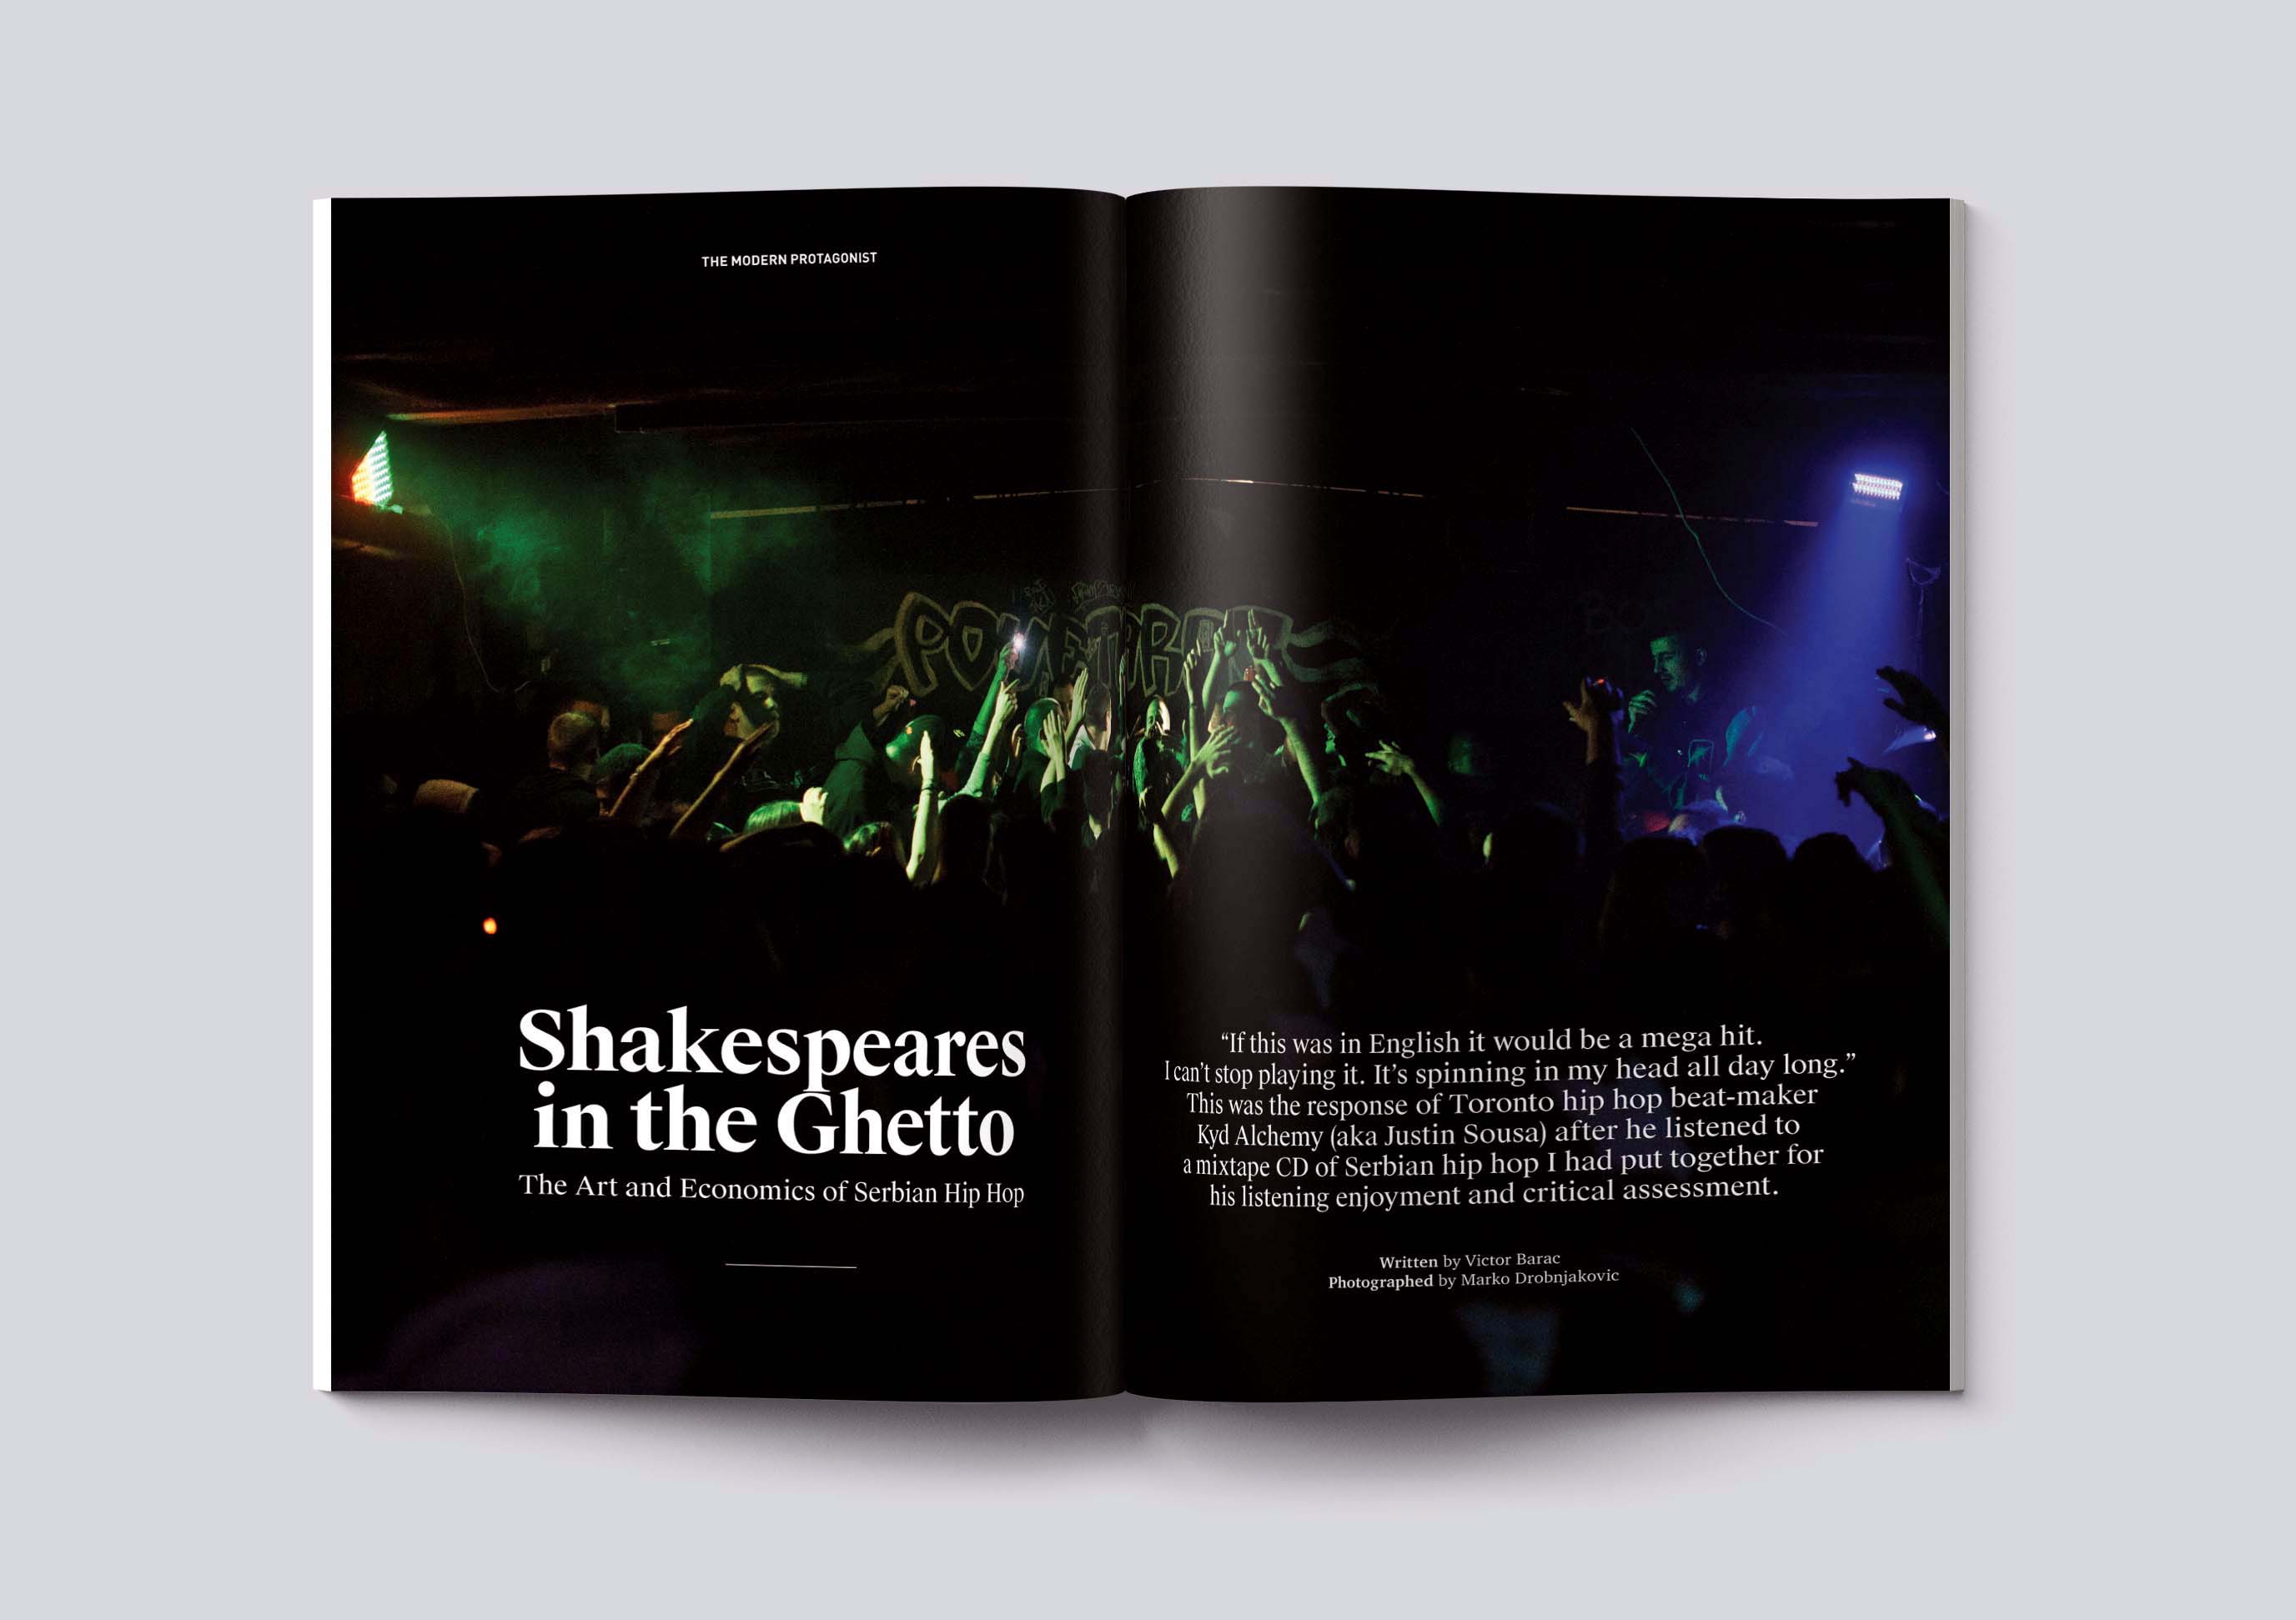 THE MODERN PROTAGONIST
Shakespeares
in the Ghetto
The Art and Economics of Serbian Hip Hop
“If this was in English it would be a mega hit.
I can’t stop playing it. It’s spinning in my head all day long.”
This was the response of Toronto hip hop beat-maker
Kyd Alchemy (aka Justin Sousa) after he listened to
a mixtape CD of Serbian hip hop I had put together for
his listening enjoyment and critical assessment.
Written by Victor Barac
Photographed by Marko Drobnjakovic